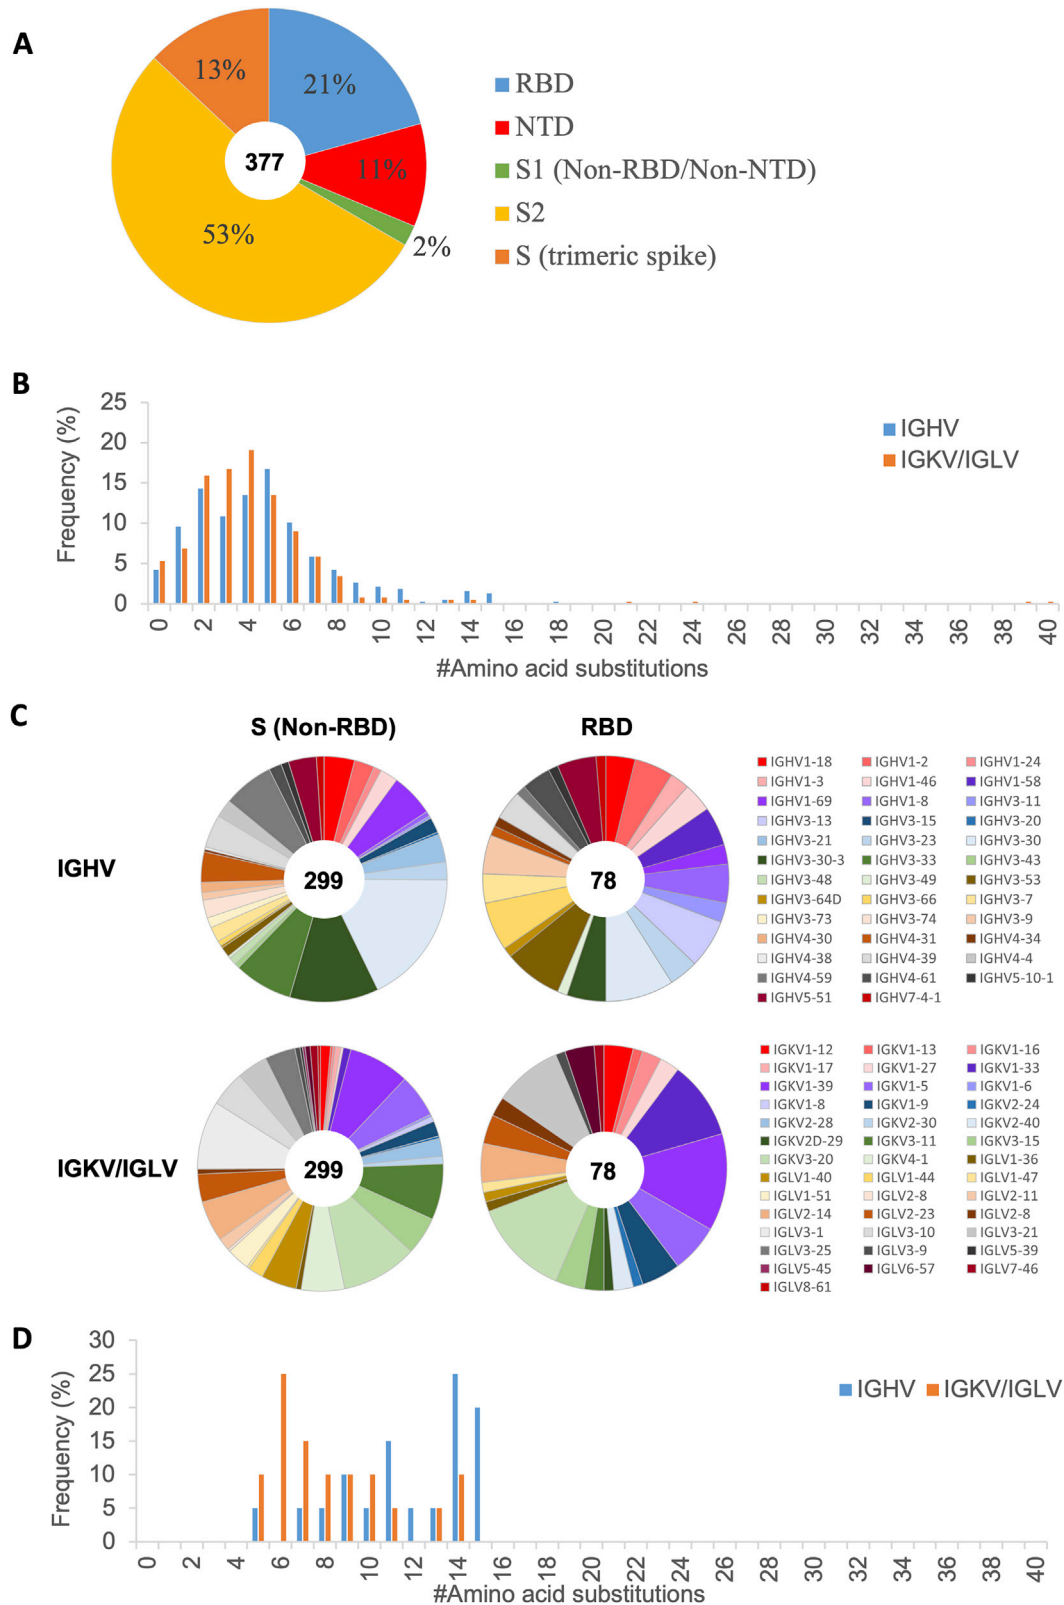 A
13%
21%
377
11%
53%
2%
RBD
NTD
S1 (Non-RBD/Non-NTD)
S2
S (trimeric spike)
B
Frequency (%)
25
20
15
10
5
0
IGHV
IGKV/IGLV
0 2 4 6 8 10 12 14 16 18 20 22 24 26 28 30 32 34 36 38 40
#Amino acid substitutions
C
S (Non-RBD) RBD
IGHV
299
78
IGHV1-18 IGHV1-2 IGHV1-24
IGHV1-3 IGHV1-46 IGHV1-58
IGHV1-69 IGHV1-8 IGHV3-11
IGHV3-13 IGHV3-15 IGHV3-20
IGHV3-21 IGHV3-23 IGHV3-30
IGHV3-30-3 IGHV3-33 IGHV3-43
IGHV3-48 IGHV3-49 IGHV3-53
IGHV3-64D IGHV3-66 IGHV3-7
IGHV3-73 IGHV3-74 IGHV3-9
IGHV4-30 IGHV4-31 IGHV4-34
IGHV4-38 IGHV4-39 IGHV4-4
IGHV4-59 IGHV4-61 IGHV5-10-1
IGHV5-51 IGHV7-4-1
IGKV/IGLV
299
78
IGKV1-12 IGKV1-13 IGKV1-16
IGKV1-17 IGKV1-27 IGKV1-33
IGKV1-39 IGKV1-5 IGKV1-6
IGKV1-8 IGKV1-9 IGKV2-24
IGKV2-28 IGKV2-30 IGKV2-40
IGKV2D-29 IGKV3-11 IGKV3-15
IGKV3-20 IGKV4-1 IGLV1-36
IGLV1-40 IGLV1-44 IGLV1-47
IGLV1-51 IGLV2-8 IGLV2-11
IGLV2-14 IGLV2-23 IGLV2-8
IGLV3-1 IGLV3-10 IGLV3-21
IGLV3-25 IGLV3-9 IGLV5-39
IGLV5-45 IGLV6-57 IGLV7-46
IGLV8-61
D
Frequency (%)
30
25
20
15
10
5
0
IGHV IGKV/IGLV
0 2 4 6 8 10 12 14 16 18 20 22 24 26 28 30 32 34 36 38 40
#Amino acid substitutions